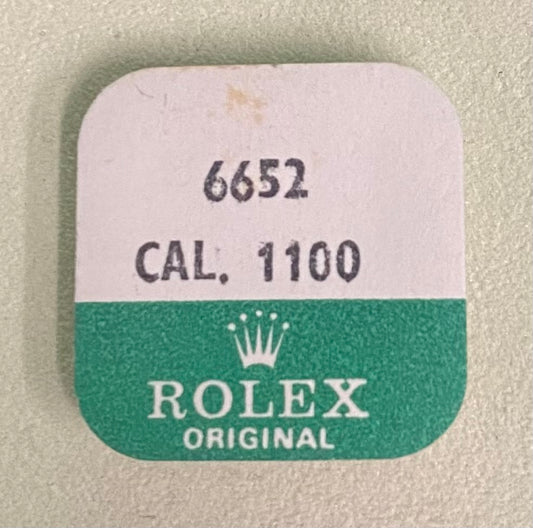 6652
CAL. 1100
ROLEX
ORIGINAL